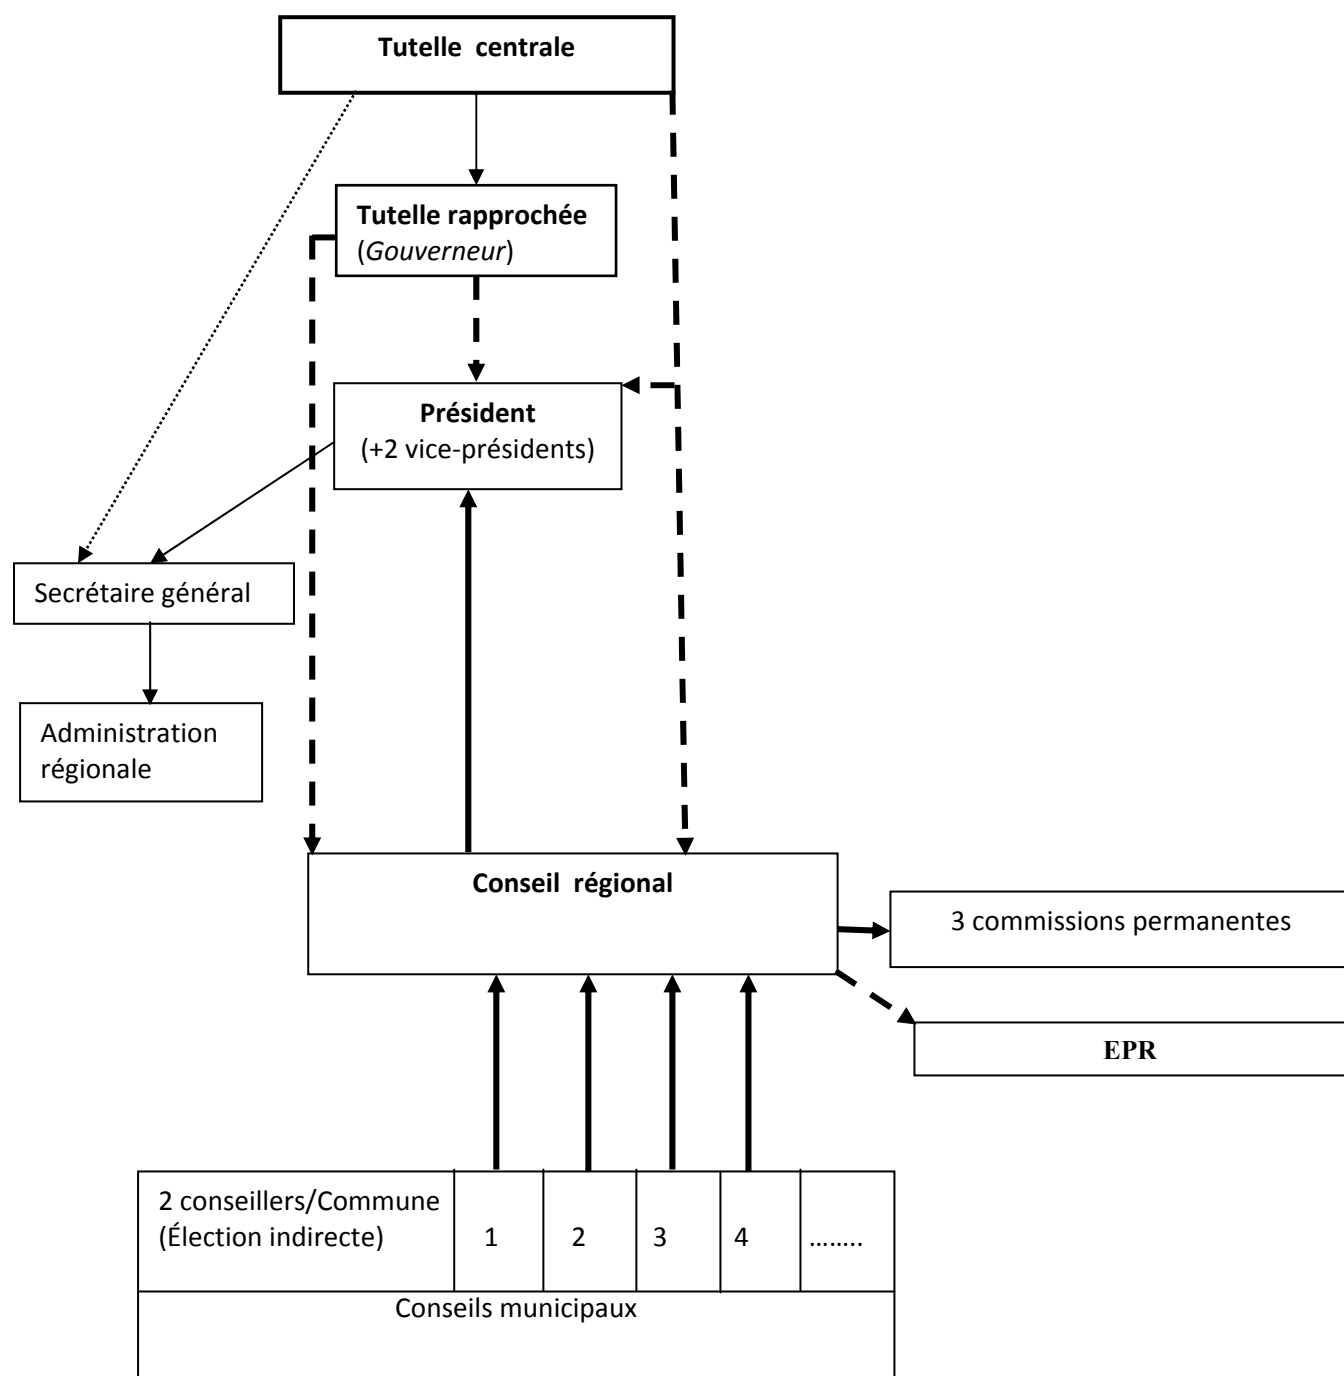 Tutelle centrale
Tutelle rapprochée
(Gouverneur)
Président
(+2 vice-présidents)
Secrétaire général
Administration
régionale
Conseil régional
3 commissions permanentes
EPR
2 conseillers/Commune
(Élection indirecte)
1
2
3
4
……..
Conseils municipaux